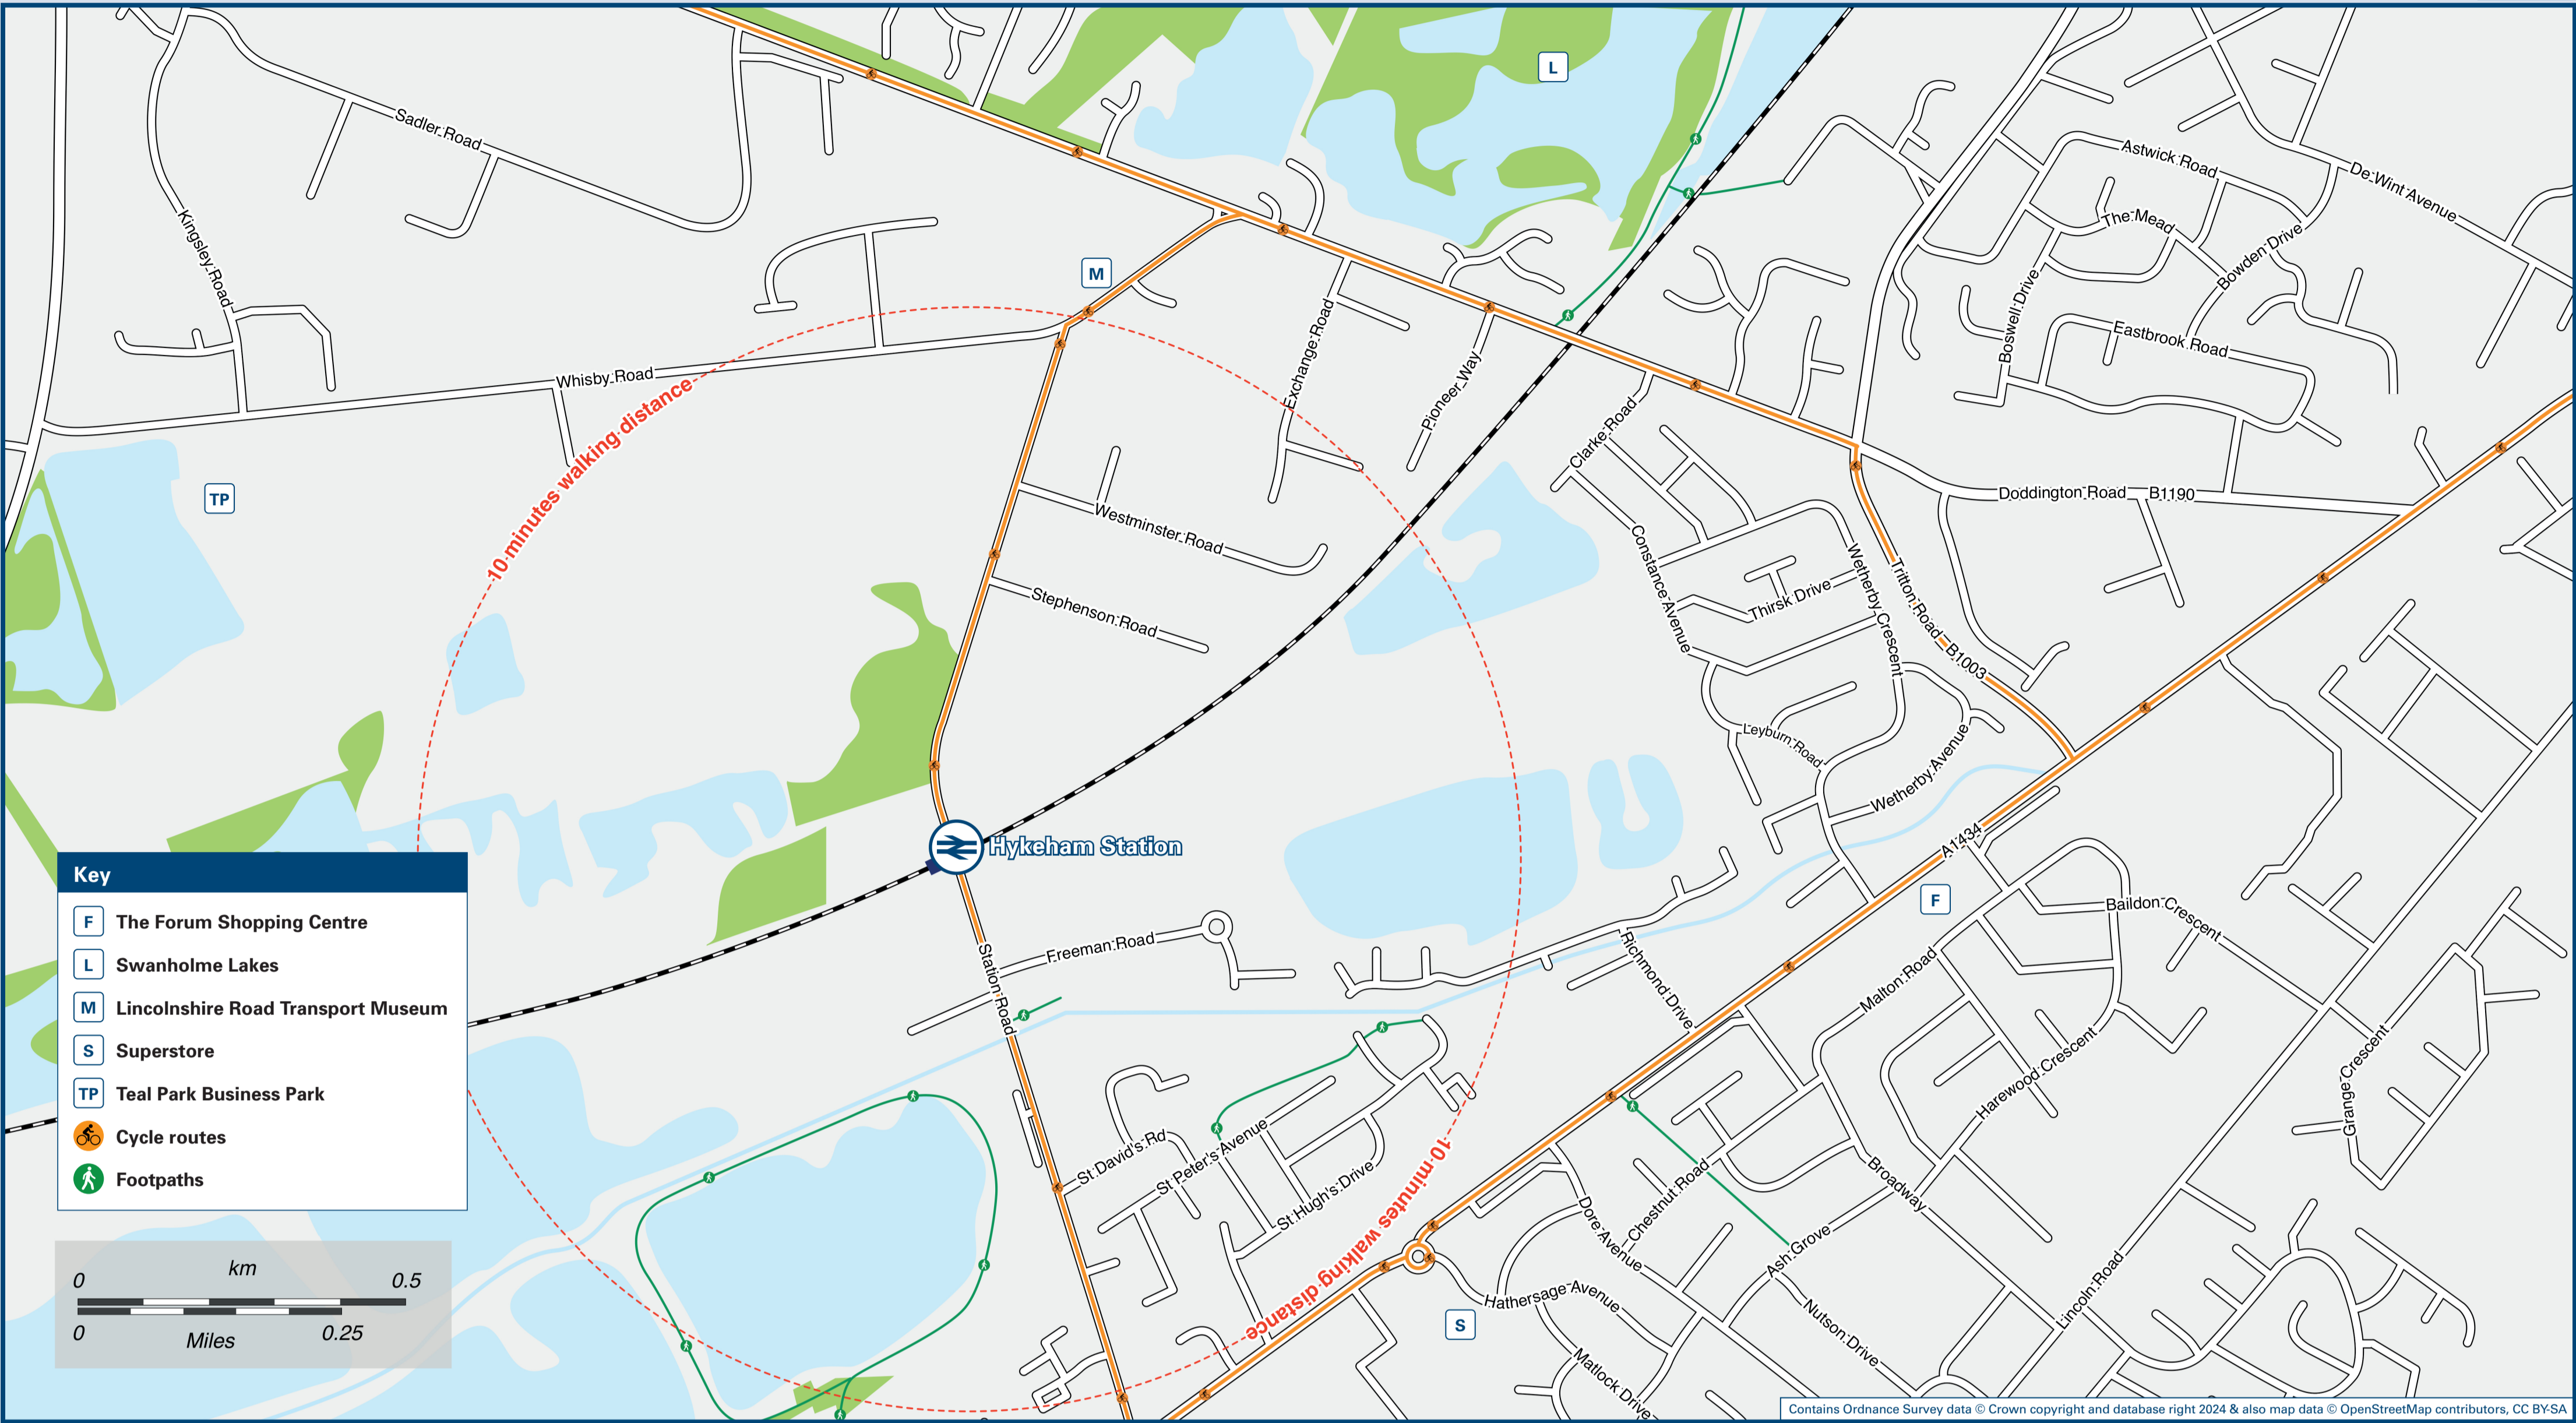 L
Sadler Road
Astwick Road
De Wint Avenue
Kingsley Road
The Mead
Bowden Drive
M
Boswell Drive
Exchange Road
Eastbrook Road
Whisby Road
Pioneer Way
10 minutes walking distance
Clarke Road
TP
Doddington Road B1190
Westminster Road
Constance Avenue
Wetherby Crescent
Tritton Road B1003
Thirsk Drive
Stephenson Road
Leyburn Road
Wetherby Avenue
Hykeham Station
A1434
F
Baildon Crescent
Station Road
Freeman Road
Richmond Drive
Malton Road
Harewood Crescent
Grange Crescent
St David's Rd
St Peter's Avenue
St Hugh's Drive
10 minutes walking distance
Chestnut Road
Dore Avenue
Broadway
Ash Grove
Hathersage Avenue
S
Nutson Drive
Lincoln Road
Matlock Drive
Key
F The Forum Shopping Centre
L Swanholme Lakes
M Lincolnshire Road Transport Museum
S Superstore
TP Teal Park Business Park
Cycle routes
Footpaths
km
0 0.5
0 0.25
Miles
Contains Ordnance Survey data © Crown copyright and database right 2024 & also map data © OpenStreetMap contributors, CC BY-SA